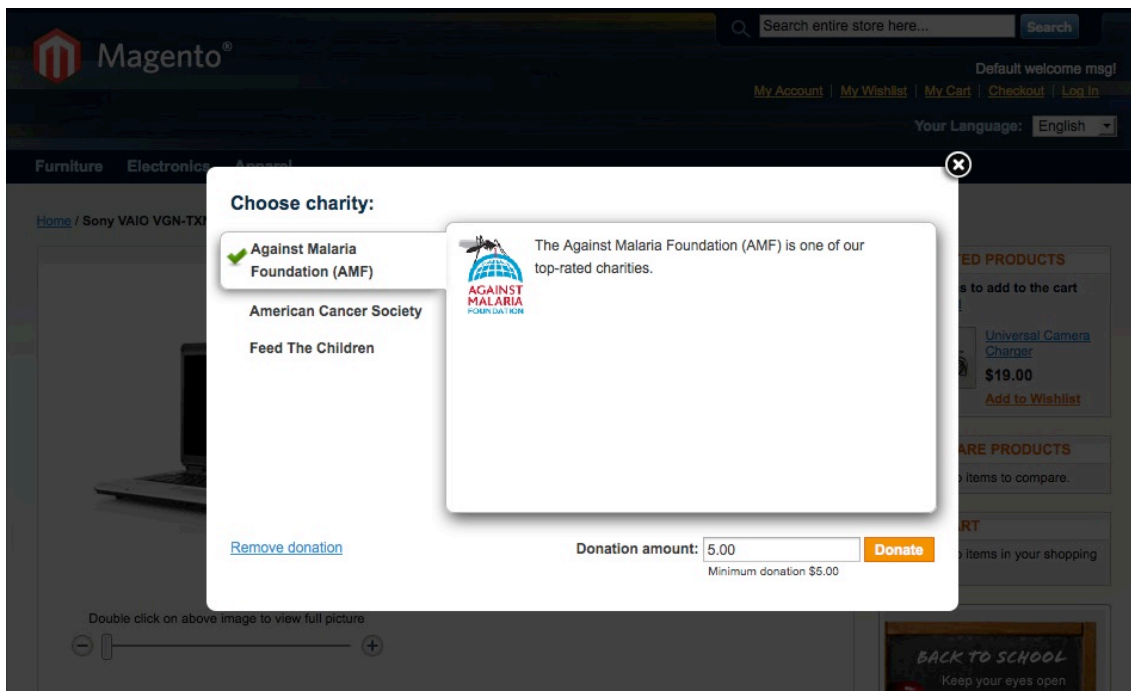 Search entire store here...
Search
Magento®
Default welcome msg!
My Account | My Wishlist | My Cart | Checkout | Log In
Your Language: English
Furniture Electronics Apparel
Home / Sony VAIO VGN-TX
Choose charity:
Against Malaria
Foundation (AMF)
American Cancer Society
Feed The Children
The Against Malaria Foundation (AMF) is one of our
top-rated charities.
AGAINST
MALARIA
FOUNDATION
ED PRODUCTS
s to add to the cart
Universal Camera
Charger
$19.00
Add to Wishlist
ARE PRODUCTS
items to compare.
RT
items in your shopping
Remove donation
Donation amount: 5.00 Donate
Minimum donation $5.00
Double click on above image to view full picture
BACK TO SCHOOL
Keep your eyes open